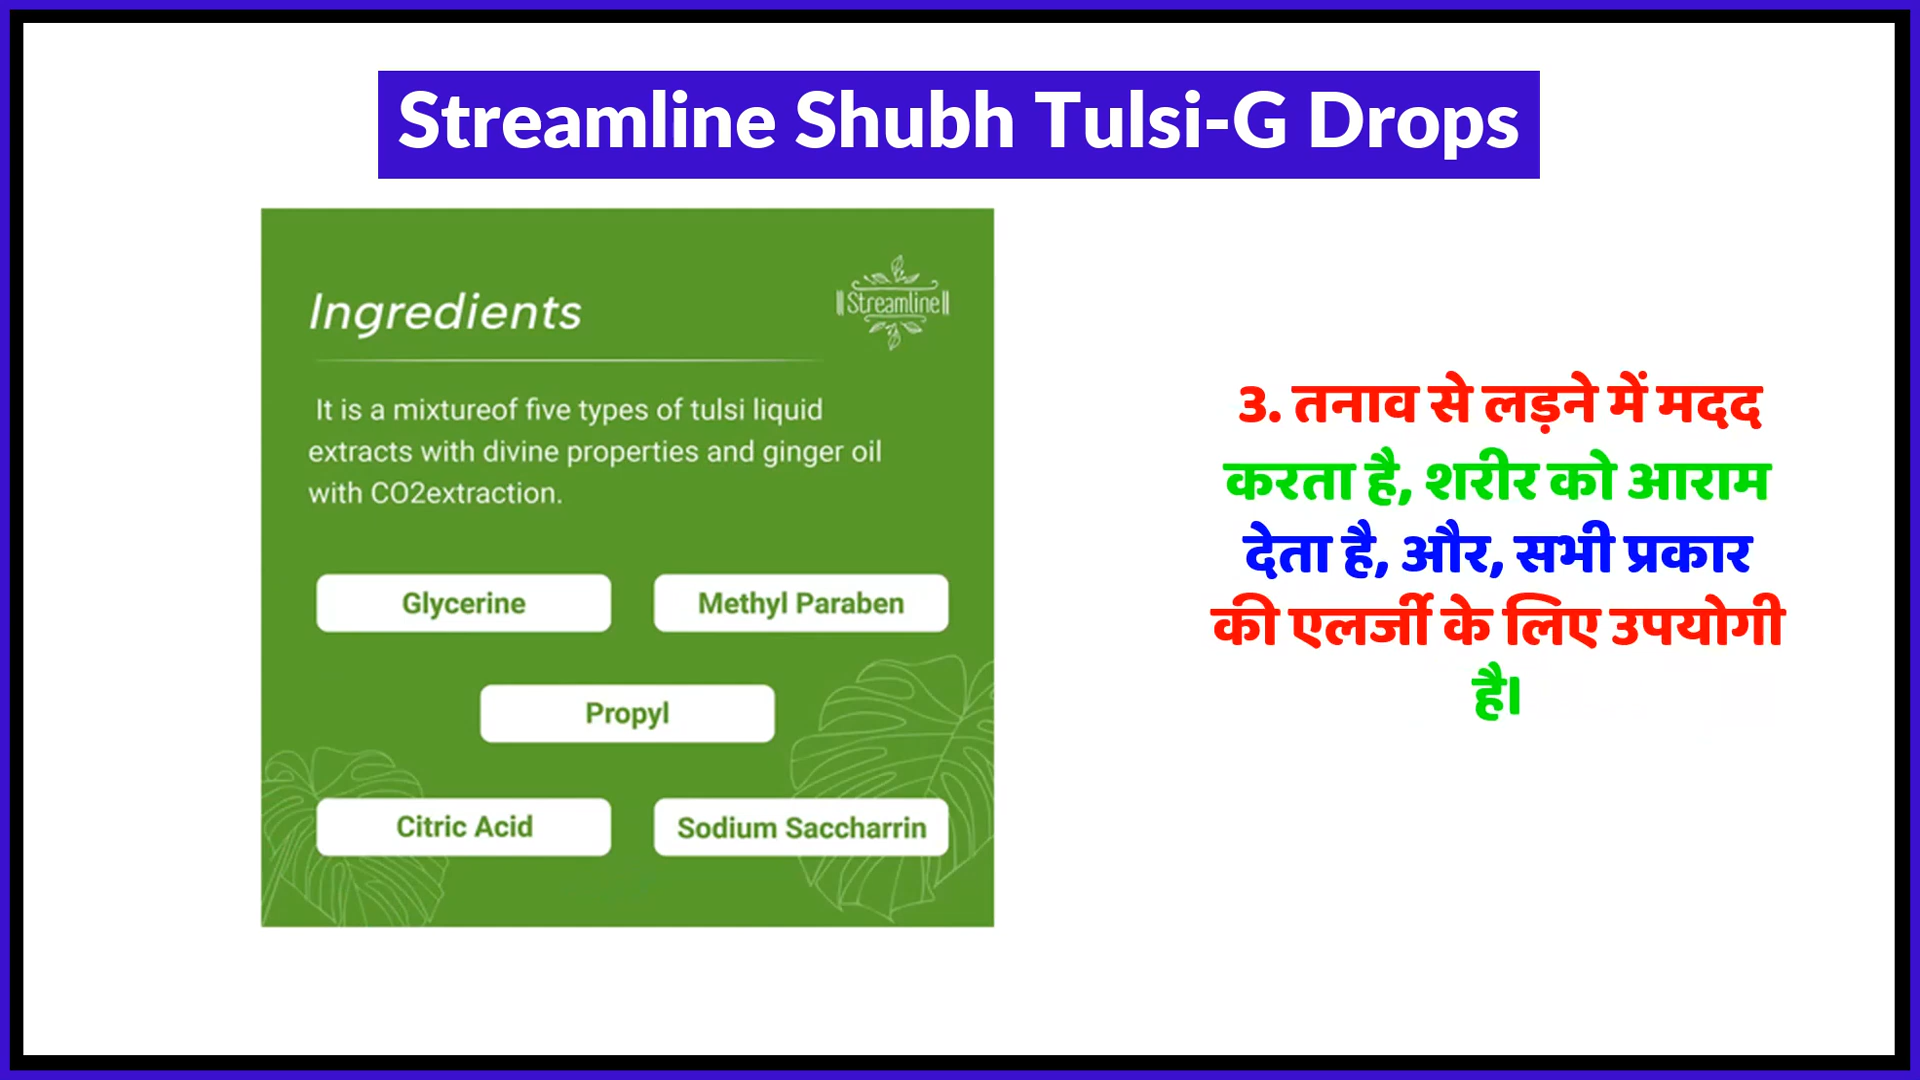 Streamline Shubh Tulsi-G Drops
Ingredients
||Streamline||
It is a mixtureof five types of tulsi liquid
extracts with divine properties and ginger oil
with CO2extraction.
Glycerine
Methyl Paraben
Propyl
Citric Acid
Sodium Saccharrin
3. तनाव से लड़ने में मदद
करता है, शरीर को आराम
देता है, और, सभी प्रकार
की एलर्जी के लिए उपयोगी
है।